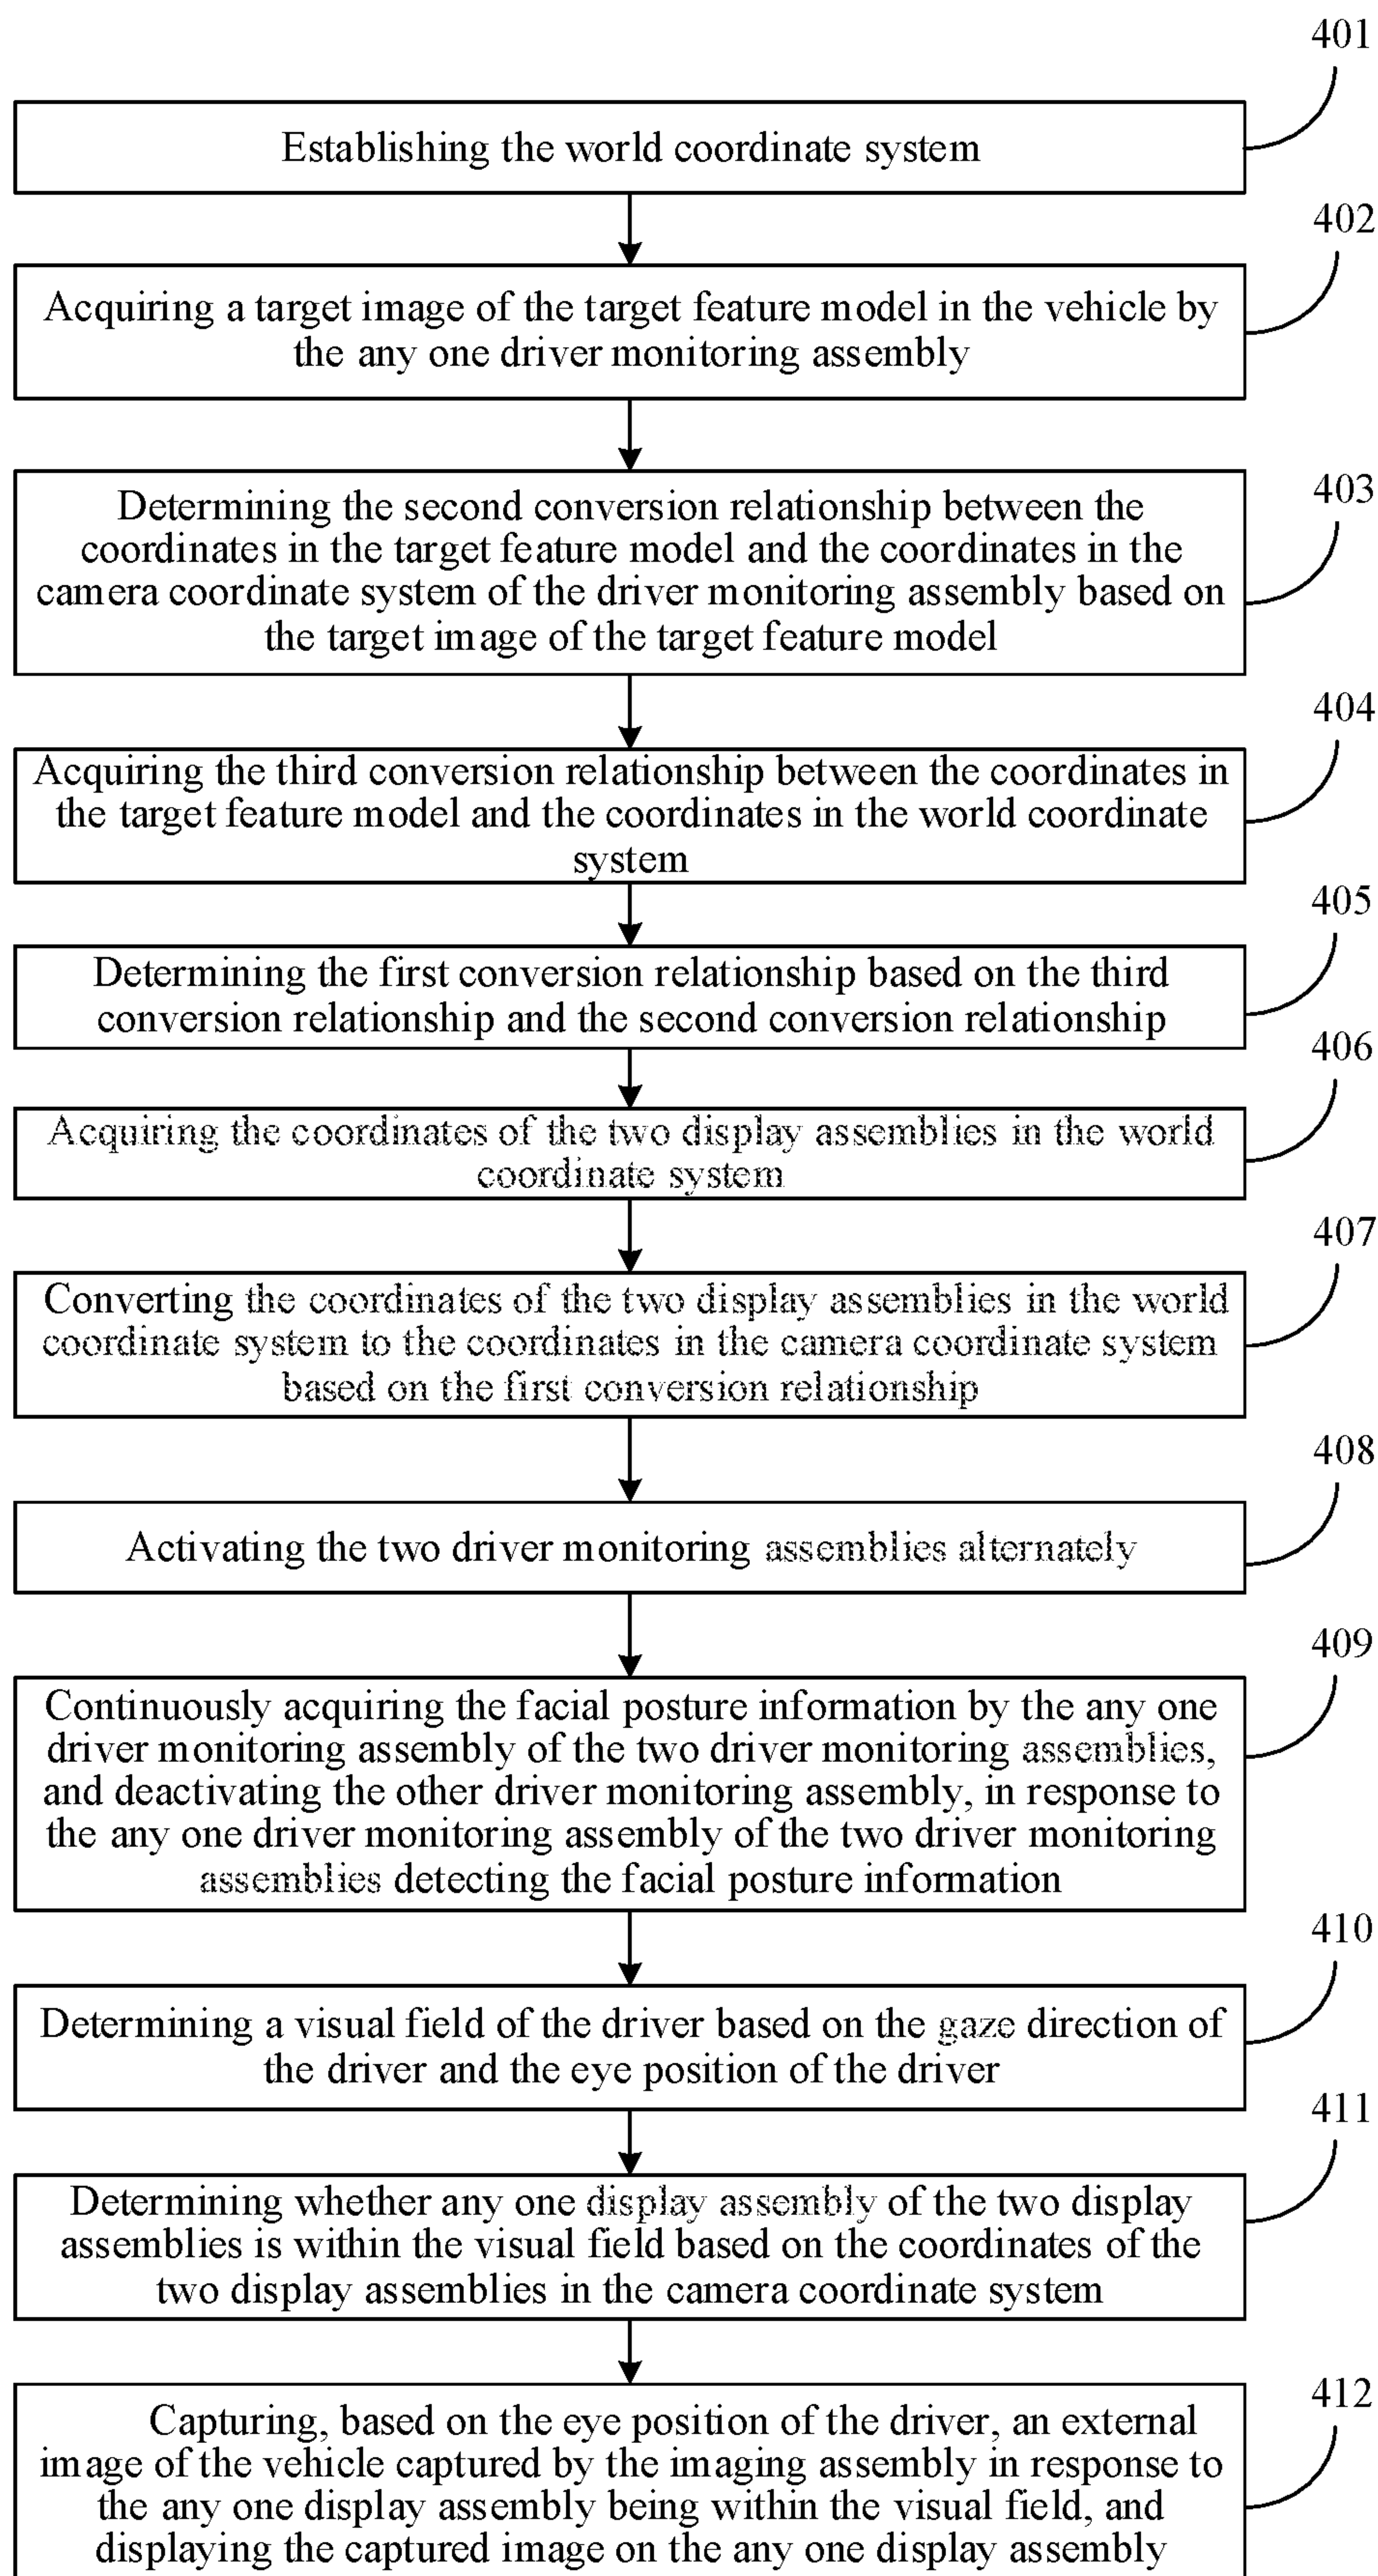 401
Establishing the world coordinate system
402
Acquiring a target image of the target feature model in the vehicle by
the any one driver monitoring assembly
403
Determining the second conversion relationship between the
coordinates in the target feature model and the coordinates in the
camera coordinate system of the driver monitoring assembly based on
the target image of the target feature model
404
Acquiring the third conversion relationship between the coordinates in
the target feature model and the coordinates in the world coordinate
system
405
Determining the first conversion relationship based on the third
conversion relationship and the second conversion relationship
406
Acquiring the coordinates of the two display assemblies in the world
coordinate system
407
Converting the coordinates of the two display assemblies in the world
coordinate system to the coordinates in the camera coordinate system
based on the first conversion relationship
408
Activating the two driver monitoring assemblies alternately
409
Continuously acquiring the facial posture information by the any one
driver monitoring assembly of the two driver monitoring assemblies,
and deactivating the other driver monitoring assembly, in response to
the any one driver monitoring assembly of the two driver monitoring
assemblies detecting the facial posture information
410
Determining a visual field of the driver based on the gaze direction of
the driver and the eye position of the driver
411
Determining whether any one display assembly of the two display
assemblies is within the visual field based on the coordinates of the
two display assemblies in the camera coordinate system
412
Capturing, based on the eye position of the driver, an external
image of the vehicle captured by the imaging assembly in response to
the any one display assembly being within the visual field, and
displaying the captured image on the any one display assembly